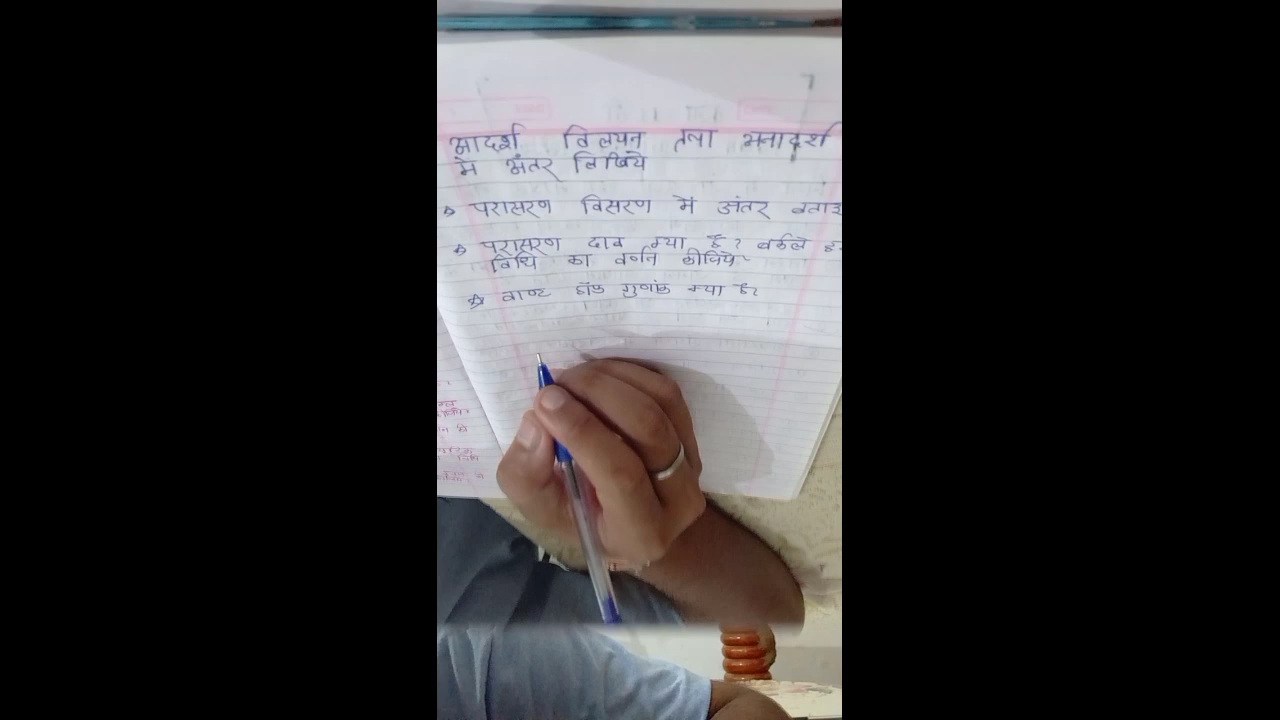 आदर्श विलयन तथा अनादर्श
मे अंतर लिखिये
परासरण विसरण में अंतर बताइ
परासरण दाब क्या है? बर्कले ह
विधि का वर्णन कीजिये
वाण्ट हॉफ गुणांक क्या है?